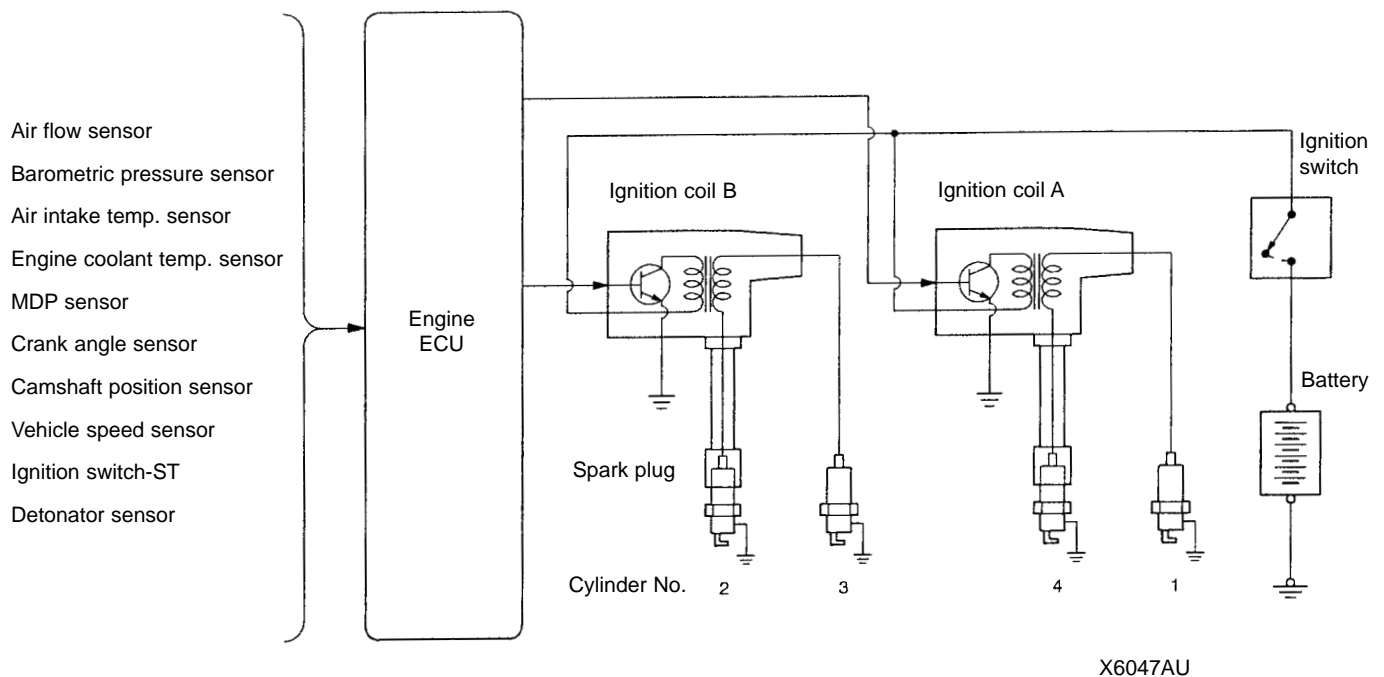 Air flow sensor
Barometric pressure sensor
Air intake temp. sensor
Engine coolant temp. sensor
MDP sensor
Crank angle sensor
Camshaft position sensor
Vehicle speed sensor
Ignition switch-ST
Detonator sensor
Engine
ECU
Ignition coil B
Ignition coil A
Ignition
switch
Battery
Spark plug
Cylinder No. 2 3 4 1
X6047AU